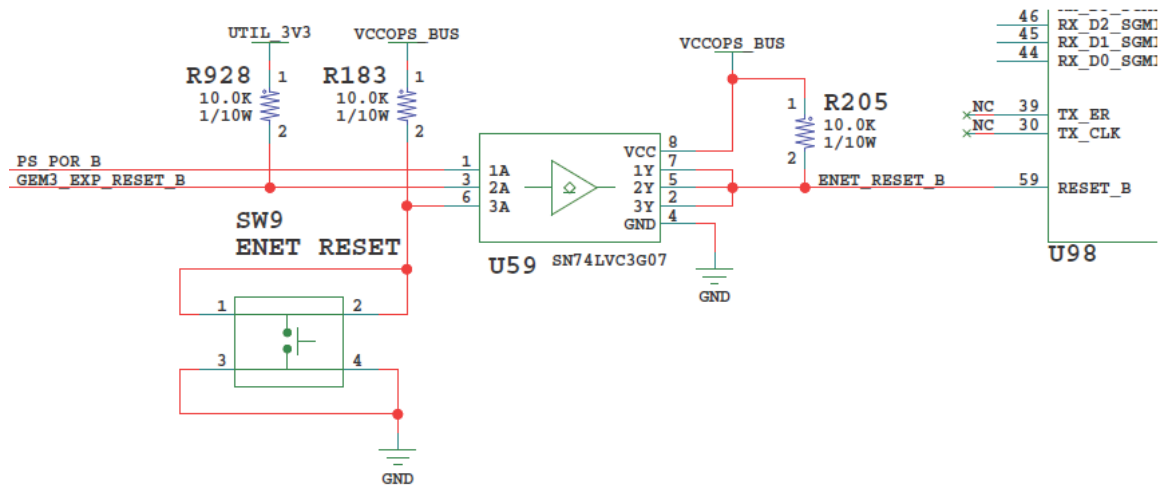 UTIL_3V3
VCCOPS_BUS
R928
1
10.0K
1/10W
2
R183
1
10.0K
1/10W
2
VCCOPS_BUS
1
R205
10.0K
1/10W
2
46
RX_D2_SGMI
45
RX_D1_SGMI
44
RX_D0_SGMI
NC
39
TX_ER
NC
30
TX_CLK
PS_POR_B
GEM3_EXP_RESET_B
1
1A
3
2A
6
3A
VCC
8
1Y
7
2Y
5
3Y
2
GND
4
U59
SN74LVC3G07
ENET_RESET_B
59
RESET_B
U98
GND
SW9
ENET RESET
1
2
3
4
GND